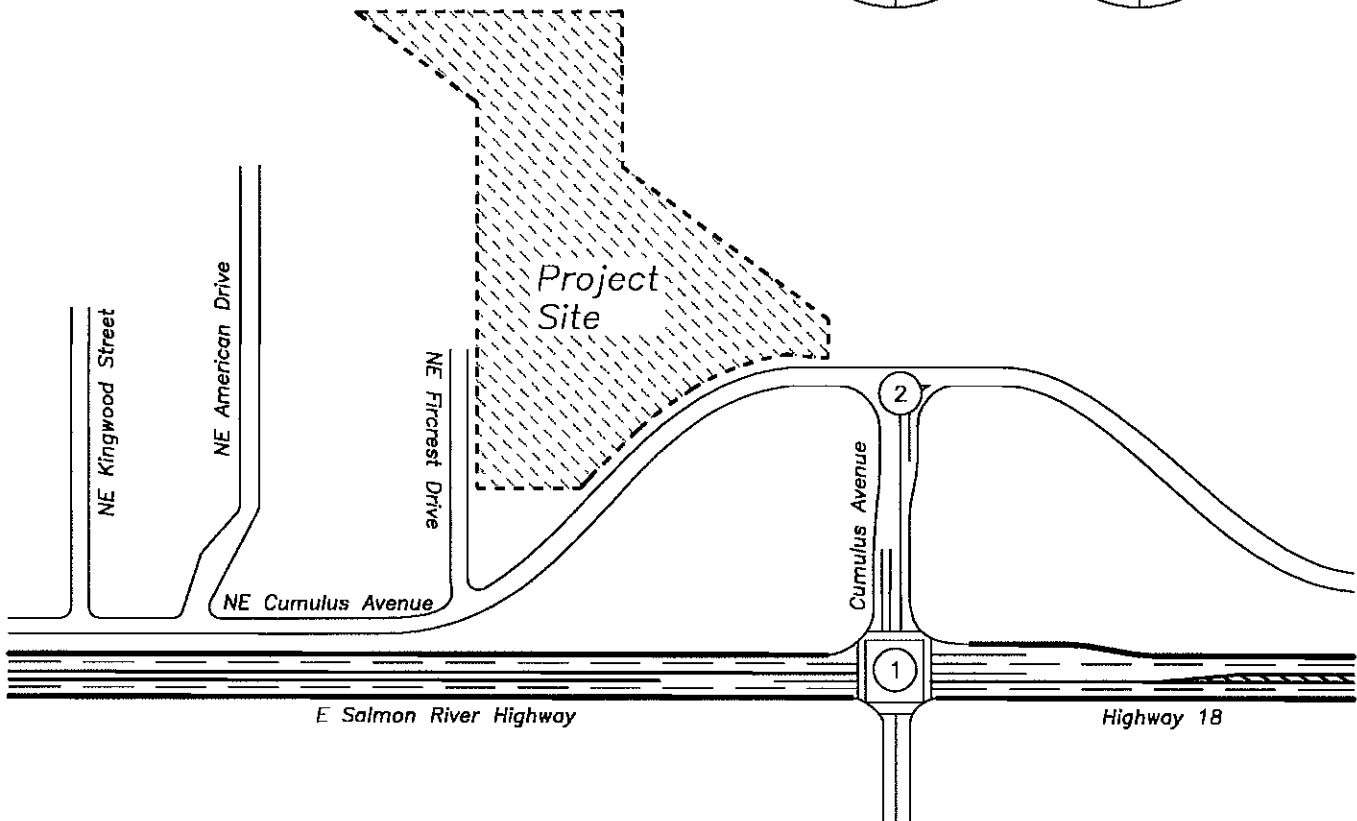 Project
Site
NE Kingwood Street
NE American Drive
NE Fircrest Drive
2
Cumulus Avenue
NE Cumulus Avenue
1
E Salmon River Highway
Highway 18